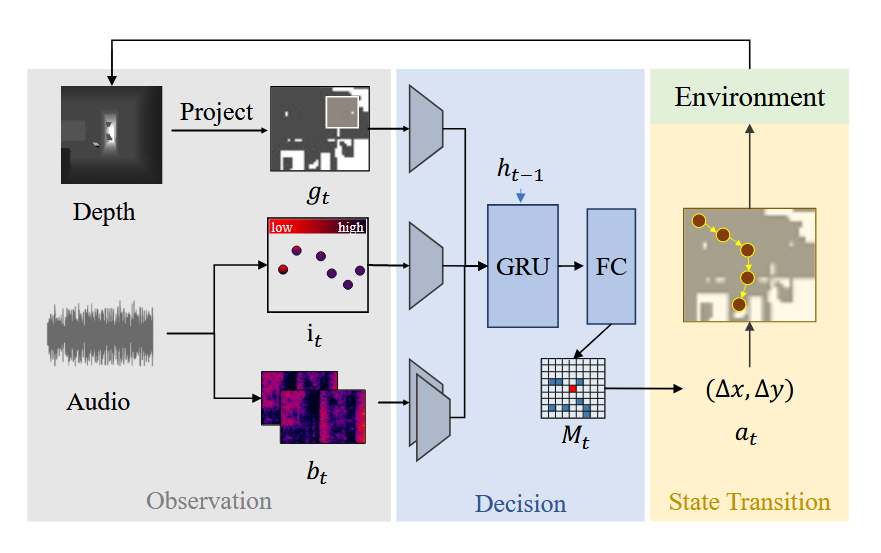 Environment
Project
Depth
g_t
h_{t-1}
low high
GRU
FC
i_t
Audio
(Δx, Δy)
M_t
a_t
b_t
Observation
Decision
State Transition